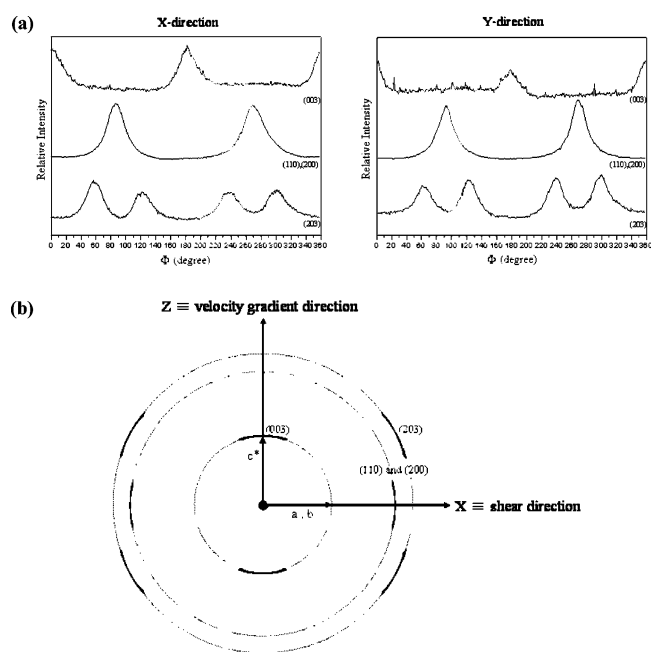 (a)
X-direction
Y-direction
Relative Intensity
(003)
(110),(200)
(203)
0 20 40 60 80 100 120 140 160 180 200 220 240 260 280 300 320 340 360
Φ (degree)
Relative Intensity
(003)
(110),(200)
(203)
0 20 40 60 80 100 120 140 160 180 200 220 240 260 280 300 320 340 360
Φ (degree)
(b)
Z ≡ velocity gradient direction
(003)
(203)
c*
(110) and (200)
X ≡ shear direction
a , b